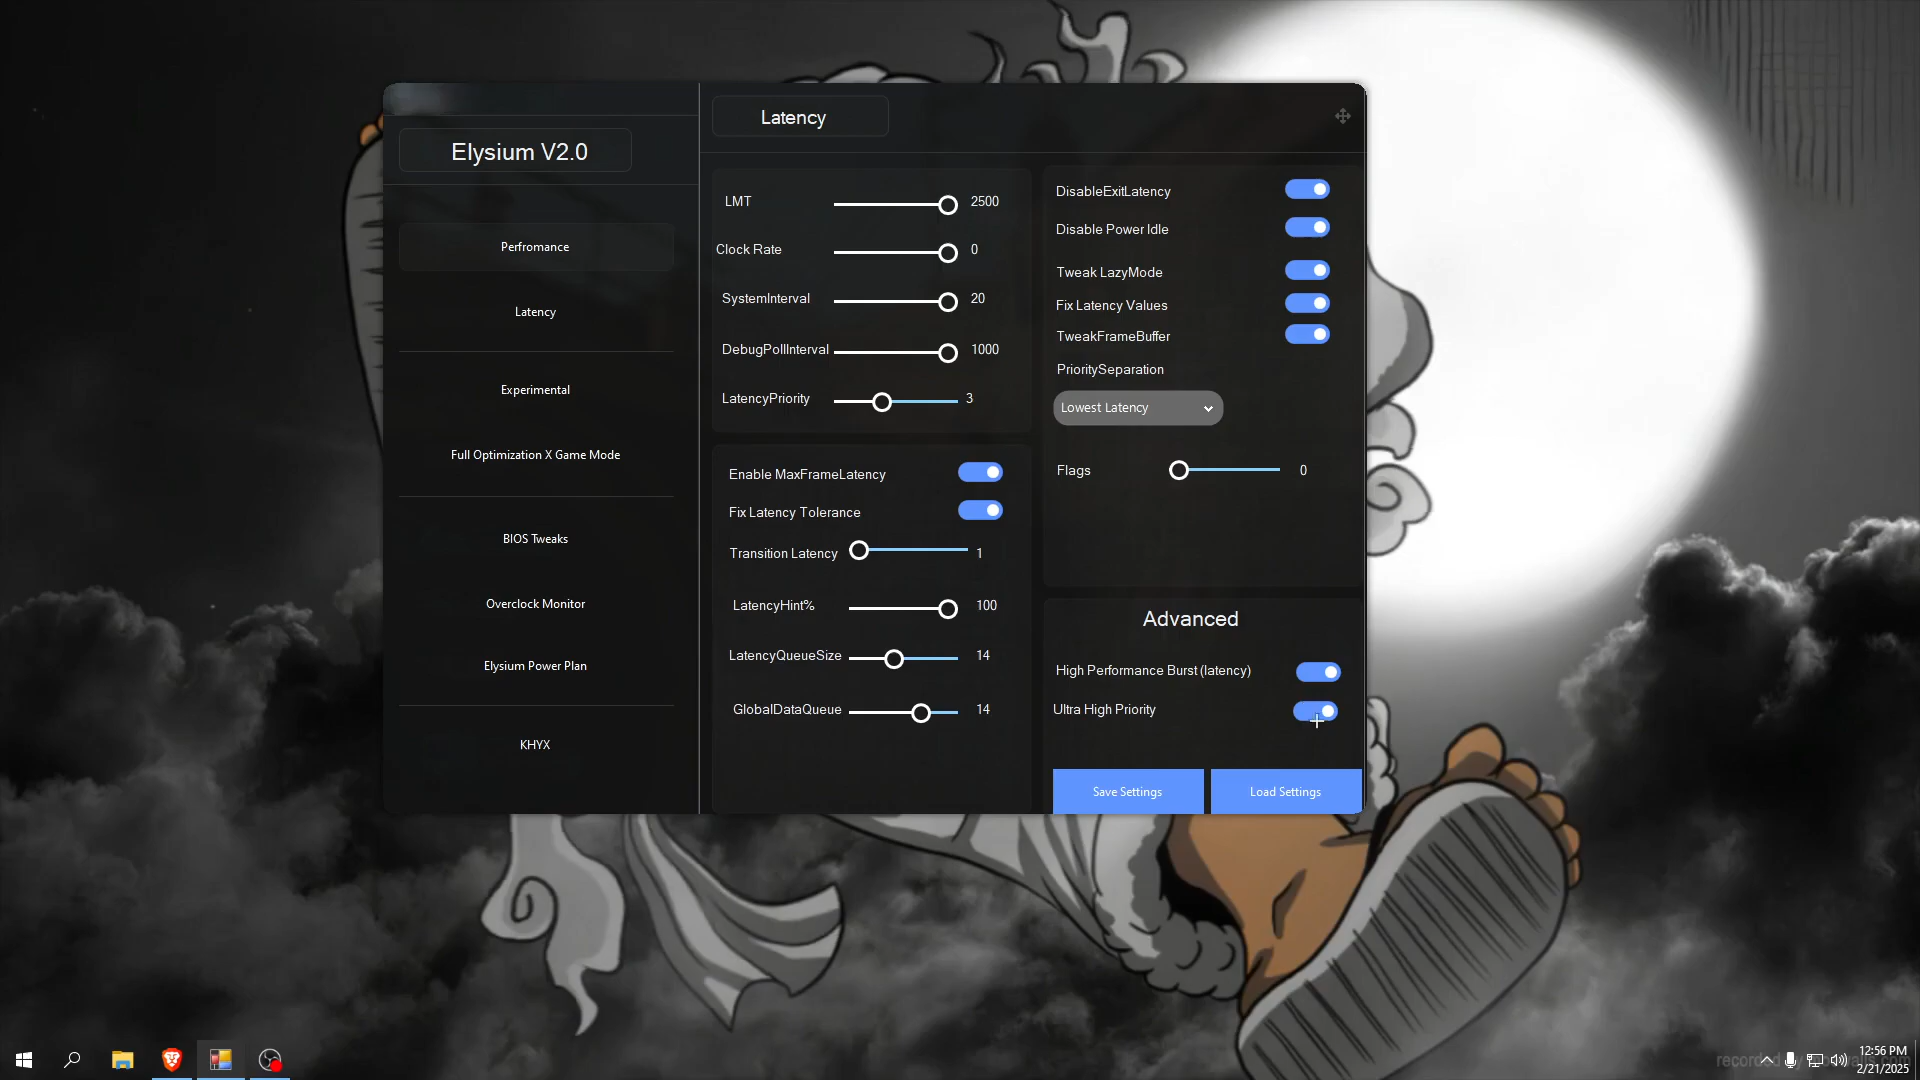 Elysium V2.0
Perfromance
Latency
Experimental
Full Optimization X Game Mode
BIOS Tweaks
Overclock Monitor
Elysium Power Plan
KHYX
Latency
LMT 2500
Clock Rate 0
SystemInterval 20
DebugPollInterval 1000
LatencyPriority 3
Enable MaxFrameLatency
Fix Latency Tolerance
Transition Latency 1
LatencyHint% 100
LatencyQueueSize 14
GlobalDataQueue 14
DisableExitLatency
Disable Power Idle
Tweak LazyMode
Fix Latency Values
TweakFrameBuffer
PrioritySeparation
Lowest Latency
Flags 0
Advanced
High Performance Burst (latency)
Ultra High Priority
Save Settings Load Settings
12:56 PM
2/21/2025